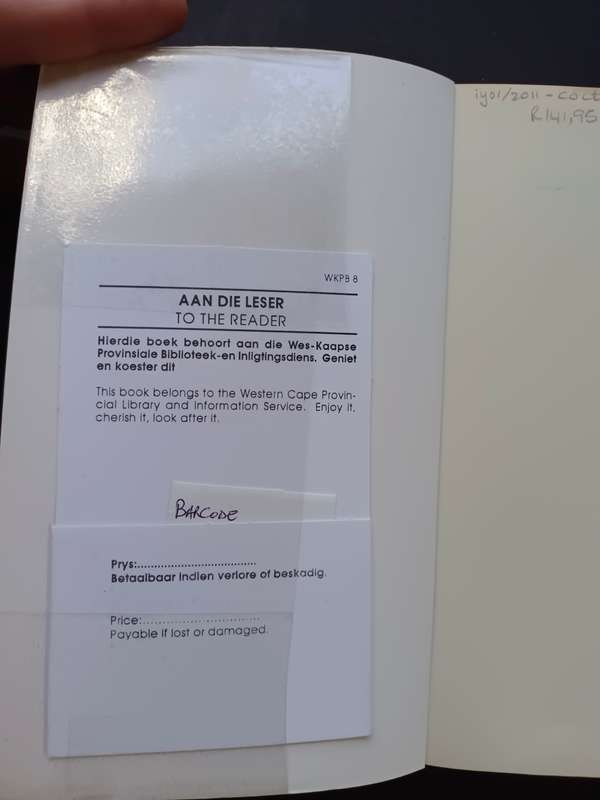 iy01/2011 - COCT
R141,95
WKPB 8
AAN DIE LESER
TO THE READER
Hierdie boek behoort aan die Wes-Kaapse
Provinsiale Biblioteek-en Inligtingsdiens. Geniet
en koester dit
This book belongs to the Western Cape Provin-
cial Library and Information Service. Enjoy it,
cherish it, look after it.
BARCODE
Prys:....................................
Betaalbaar indien verlore of beskadig.
Price:..............................
Payable if lost or damaged.